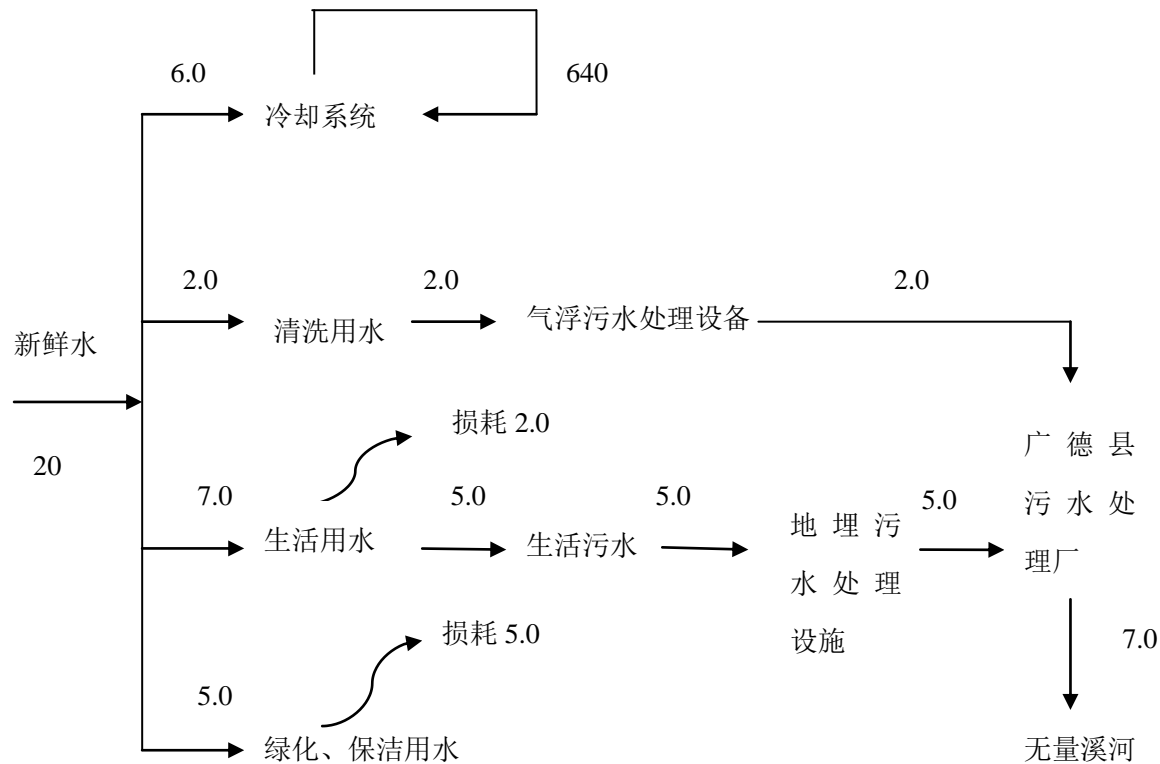 6.0
640
冷却系统
2.0
2.0
2.0
清洗用水
气浮污水处理设备
新鲜水
20
损耗 2.0
7.0
5.0
5.0
5.0
生活用水
生活污水
地埋污
水处理
设施
广德县
污水处
理厂
损耗 5.0
7.0
5.0
绿化、保洁用水
无量溪河